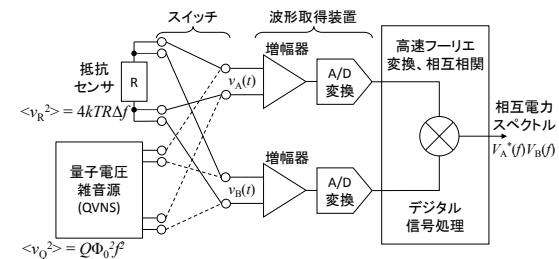 スイッチ
波形取得装置
抵抗
センサ
R
<v_R²> = 4kTRΔf
量子電圧
雑音源
(QVNS)
<v_Q²> = QΦ₀²f²
v_A(t)
v_B(t)
増幅器
A/D
変換
増幅器
A/D
変換
高速フーリエ
変換、相互相関
デジタル
信号処理
相互電力
スペクトル
V_A*(f)V_B(f)